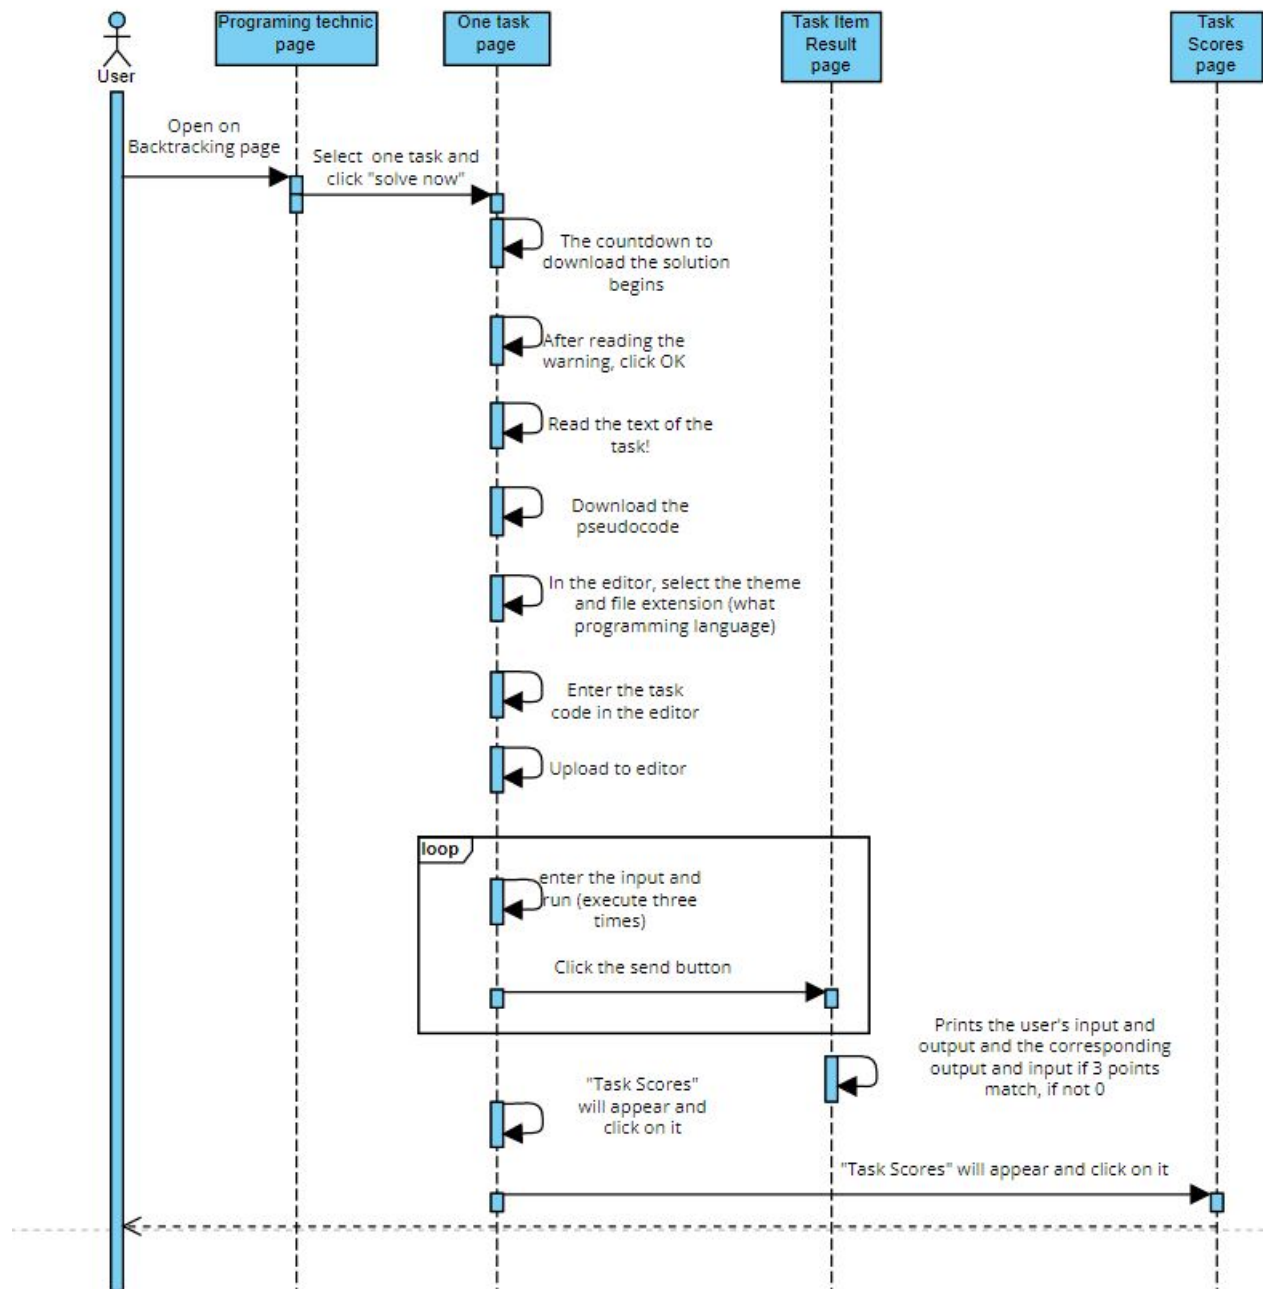 Programing technic
page
One task
page
Task Item
Result
page
Task
Scores
page
User
Open on
Backtracking page
Select one task and
click "solve now"
The countdown to
download the solution
begins
After reading the
warning, click OK
Read the text of the
task!
Download the
pseudocode
In the editor, select the theme
and file extension (what
programming language)
Enter the task
code in the editor
Upload to editor
loop
enter the input and
run (execute three
times)
Click the send button
Prints the user's input and
output and the corresponding
output and input if 3 points
match, if not 0
"Task Scores"
will appear and
click on it
"Task Scores" will appear and click on it